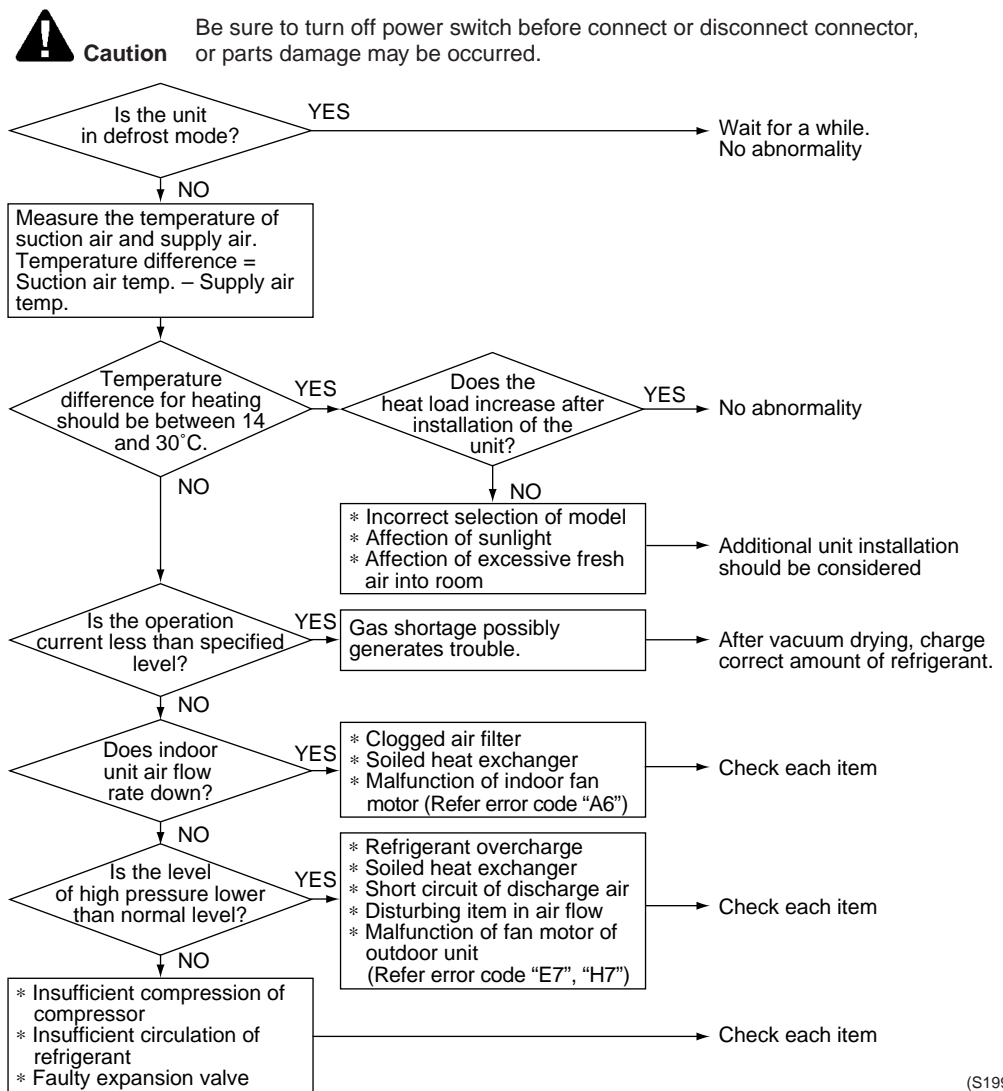 Caution
Be sure to turn off power switch before connect or disconnect connector,
or parts damage may be occurred.
Is the unit
in defrost mode?
YES
Wait for a while.
No abnormality
NO
Measure the temperature of
suction air and supply air.
Temperature difference =
Suction air temp. – Supply air
temp.
Temperature
difference for heating
should be between 14
and 30˚C.
YES
Does the
heat load increase after
installation of the
unit?
YES
No abnormality
NO
NO
∗ Incorrect selection of model
∗ Affection of sunlight
∗ Affection of excessive fresh
air into room
Additional unit installation
should be considered
Is the operation
current less than specified
level?
YES
Gas shortage possibly
generates trouble.
After vacuum drying, charge
correct amount of refrigerant.
NO
Does indoor
unit air flow
rate down?
YES
∗ Clogged air filter
∗ Soiled heat exchanger
∗ Malfunction of indoor fan
motor (Refer error code “A6”)
Check each item
NO
Is the level
of high pressure lower
than normal level?
YES
∗ Refrigerant overcharge
∗ Soiled heat exchanger
∗ Short circuit of discharge air
∗ Disturbing item in air flow
∗ Malfunction of fan motor of
outdoor unit
(Refer error code “E7”, “H7”)
Check each item
NO
∗ Insufficient compression of
compressor
∗ Insufficient circulation of
refrigerant
∗ Faulty expansion valve
Check each item